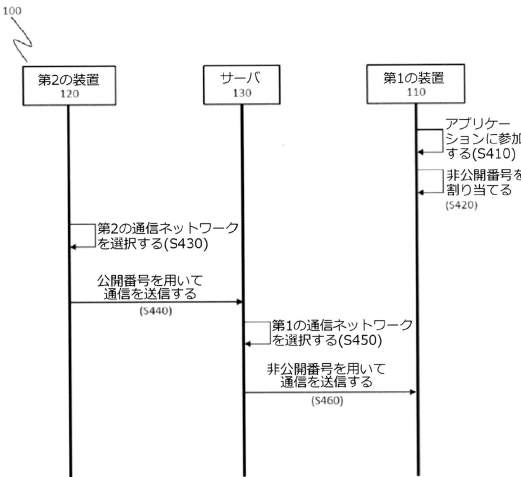 100
第2の装置
120
サーバ
130
第1の装置
110
アプリケー
ションに参加
する(S410)
非公開番号を
割り当てる
(S420)
第2の通信ネットワーク
を選択する(S430)
公開番号を用いて
通信を送信する
(S440)
第1の通信ネットワーク
を選択する(S450)
非公開番号を用いて
通信を送信する
(S460)